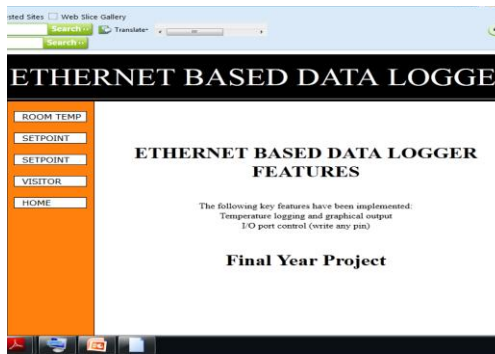 ested Sites Web Slice Gallery
Search Translate
Search
ETHERNET BASED DATA LOGGE
ROOM TEMP
SETPOINT
SETPOINT
VISITOR
HOME
ETHERNET BASED DATA LOGGER
FEATURES
The following key features have been implemented:
Temperature logging and graphical output
I/O port control (write any pin)
Final Year Project